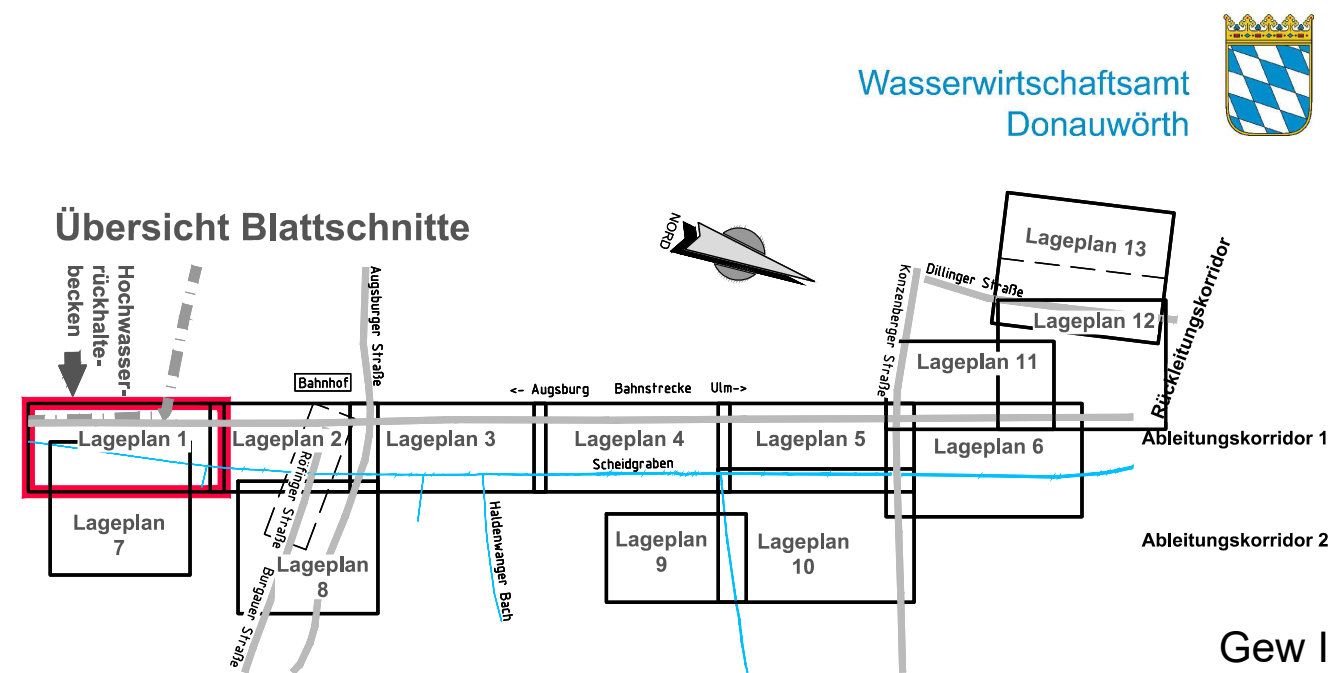 Wasserwirtschaftsamt
Donauwörth
Übersicht Blattschnitte
NORD
Hochwasser-
rückhalte-
becken
Augsburger Straße
Konzenberger Straße
Dillinger Straße
Lageplan 13
Lageplan 12
Lageplan 11
Rückleitungskorridor
Bahnhof
<- Augsburg Bahnstrecke Ulm->
Lageplan 1
Lageplan 2
Lageplan 3
Lageplan 4
Lageplan 5
Lageplan 6
Ableitungskorridor 1
Scheidgraben
Röfinger Straße
Haldenwanger Bach
Lageplan
7
Lageplan
8
Lageplan
9
Lageplan
10
Ableitungskorridor 2
Burgauer Straße
Gew I